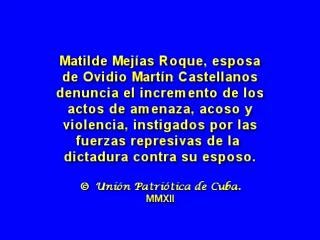 Matilde Mejías Roque, esposa
de Ovidio Martín Castellanos
denuncia el incremento de los
actos de amenaza, acoso y
violencia, instigados por las
fuerzas represivas de la
dictadura contra su esposo.
© Unión Patriótica de Cuba.
MMXII